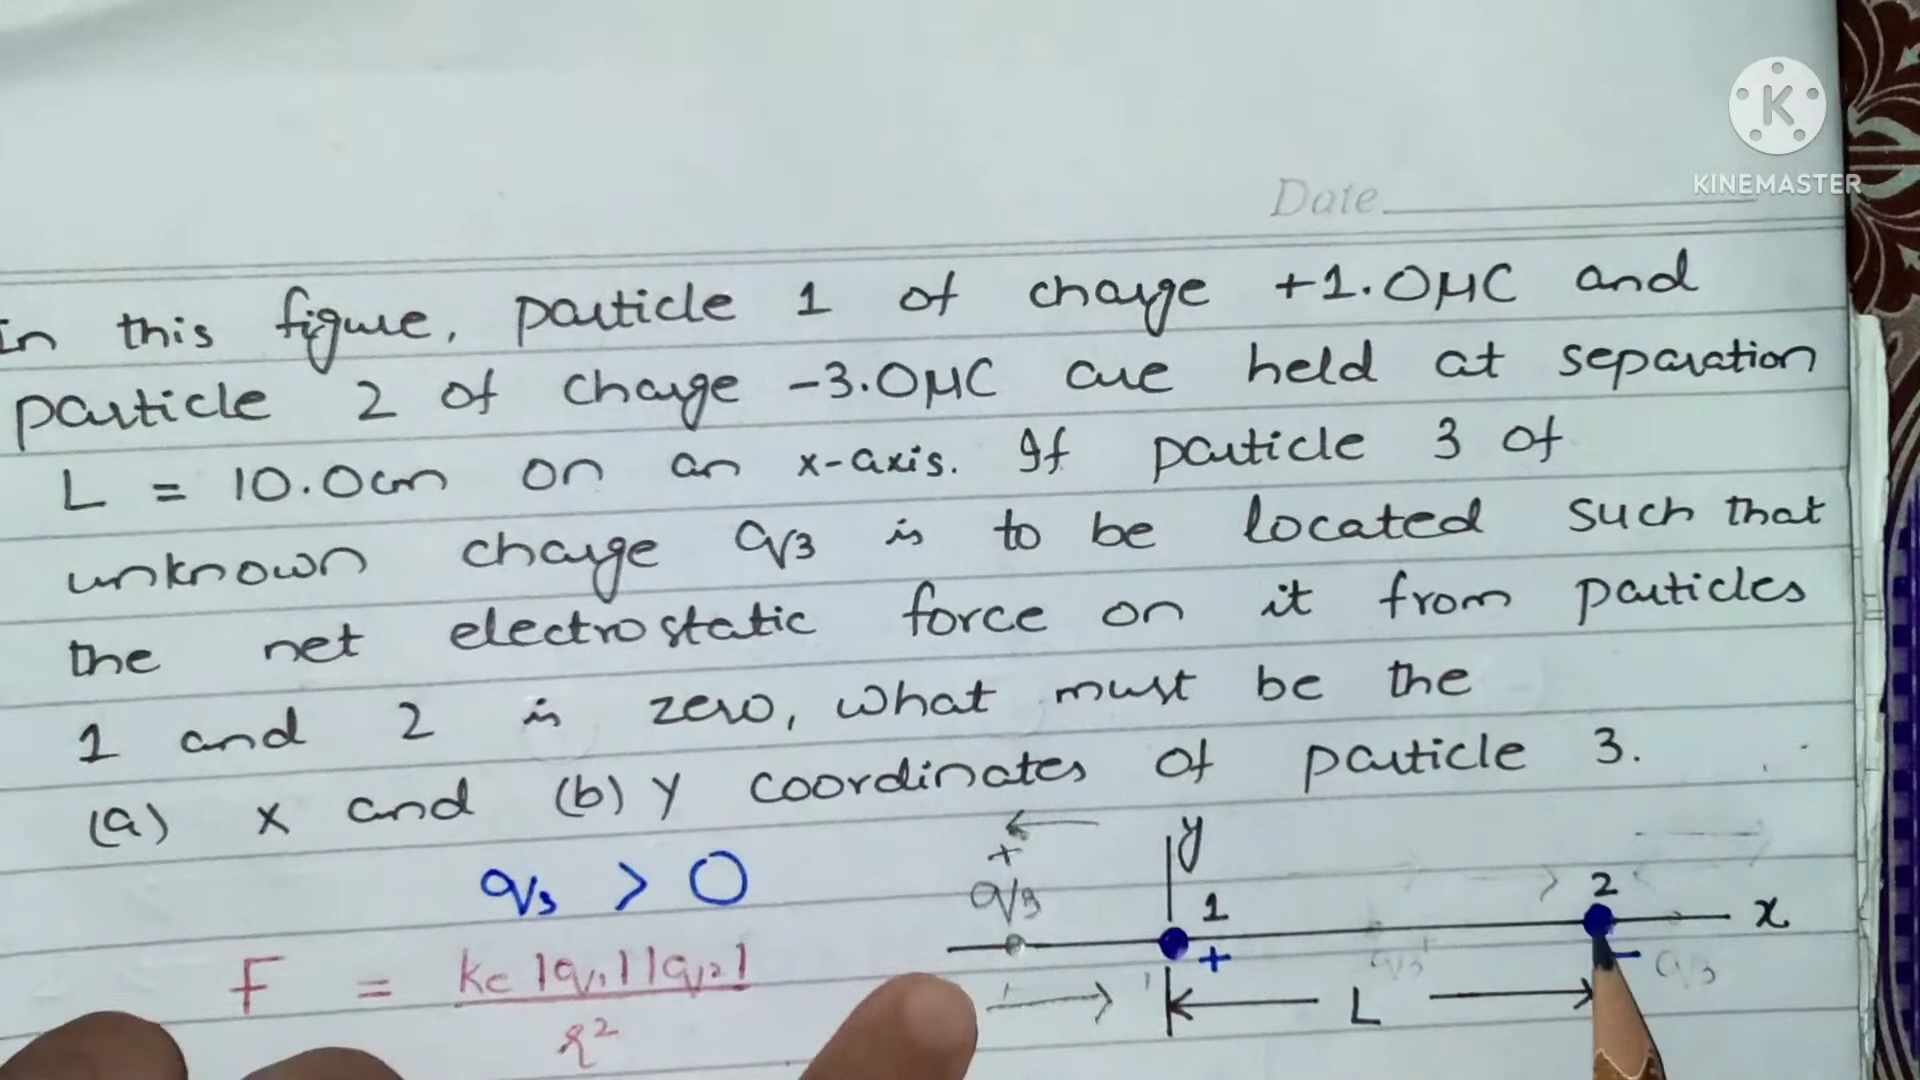 KINEMASTER
Date
In this figure, particle 1 of charge +1.0μC and
particle 2 of charge -3.0μC are held at separation
L = 10.0cm on an x-axis. If particle 3 of
unknown charge q3 is to be located such that
the net electrostatic force on it from particles
1 and 2 is zero, what must be the
(a) x and (b) y coordinates of particle 3.
q3 > 0
F = ke |q1| |q2| / r²
+
q3
y
1
+
2
-
x
q3
q3
L